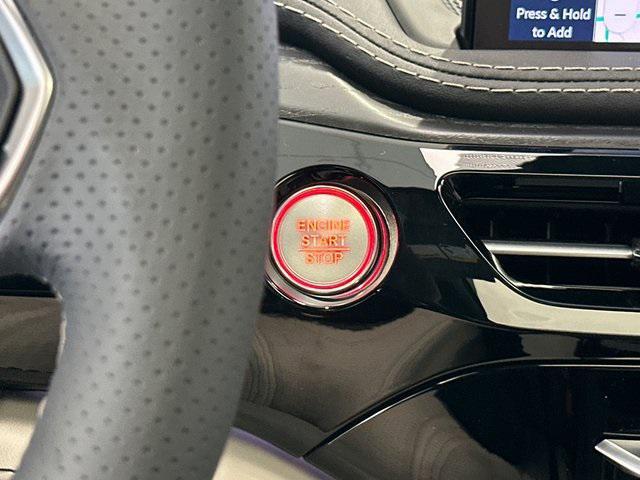 Press & Hold
to Add
ENGINE
START
STOP